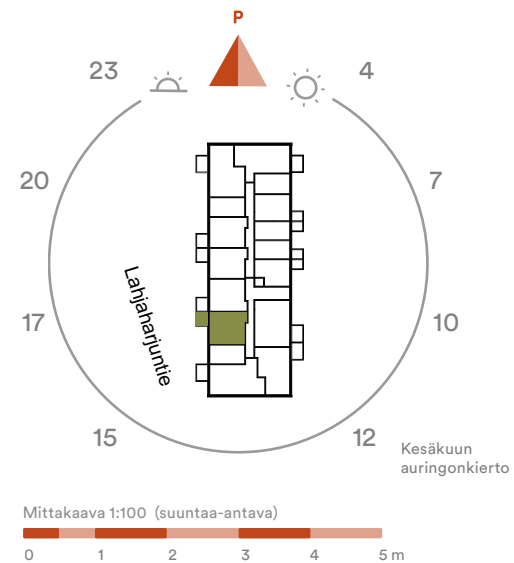 P
23
4
20
7
Lahjaharjuntie
17
10
15
12
Kesäkuun
auringonkierto
Mittakaava 1:100 (suuntaa-antava)
0 1 2 3 4 5 m